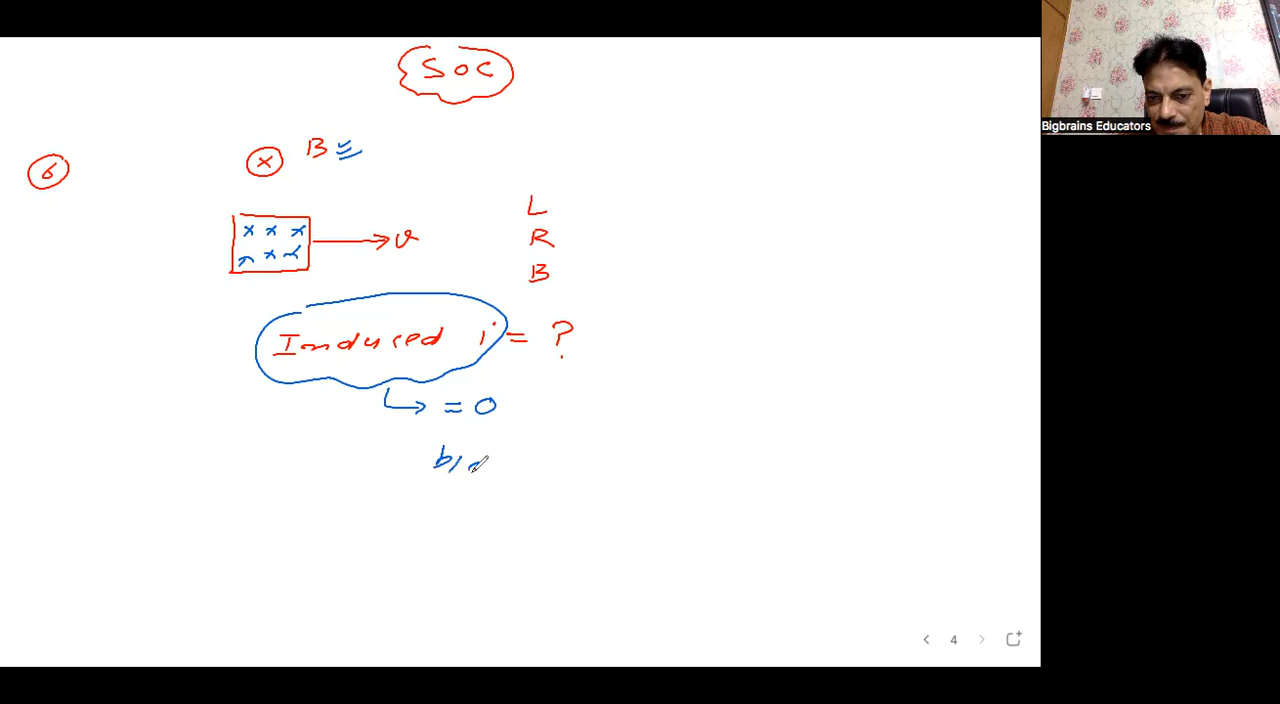 SOC
6
x B
x x x
x x x
v
L
R
B
Induced i = ?
= 0
b/c
Bigbrains Educators
< 4 >